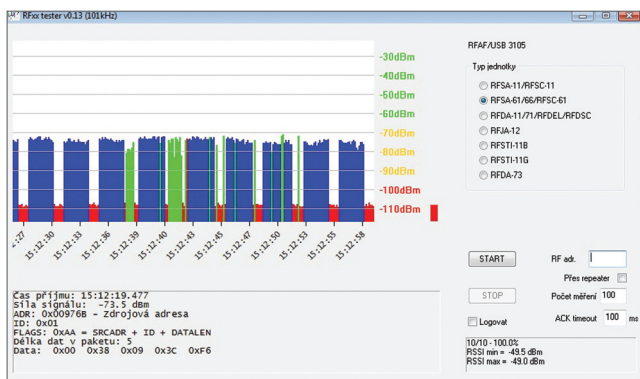 RFxx tester v0.13 (101kHz)
RFAF/USB 3105
Typ jednotky
RFSA-11/RFSC-11
RFSA-61/66/RFSC-61
RFDA-11/71/RFDEL/RFDSC
RFJA-12
RFSTI-11B
RFSTI-11G
RFDA-73
-30dBm
-40dBm
-50dBm
-60dBm
-70dBm
-80dBm
-90dBm
-100dBm
-110dBm
:27
15:12:30
15:12:33
15:12:36
15:12:39
15:12:40
15:12:43
15:12:45
15:12:47
15:12:50
15:12:53
15:12:55
15:12:58
START
RF adr.
Přes repeater
STOP
Počet měření 100
Logovat
ACK timeout 100 ms
Čas příjmu: 15:12:19.477
Síla signálu: -73.5 dBm
ADR: 0x00976B - Zdrojová adresa
ID: 0x01
FLAGS: 0xAA = SRCADR + ID + DATALEN
Délka dat v paketu: 5
Data: 0x00 0x38 0x09 0x3C 0xF6
10/10 - 100.0%
RSSI min = -49.5 dBm
RSSI max = -49.0 dBm